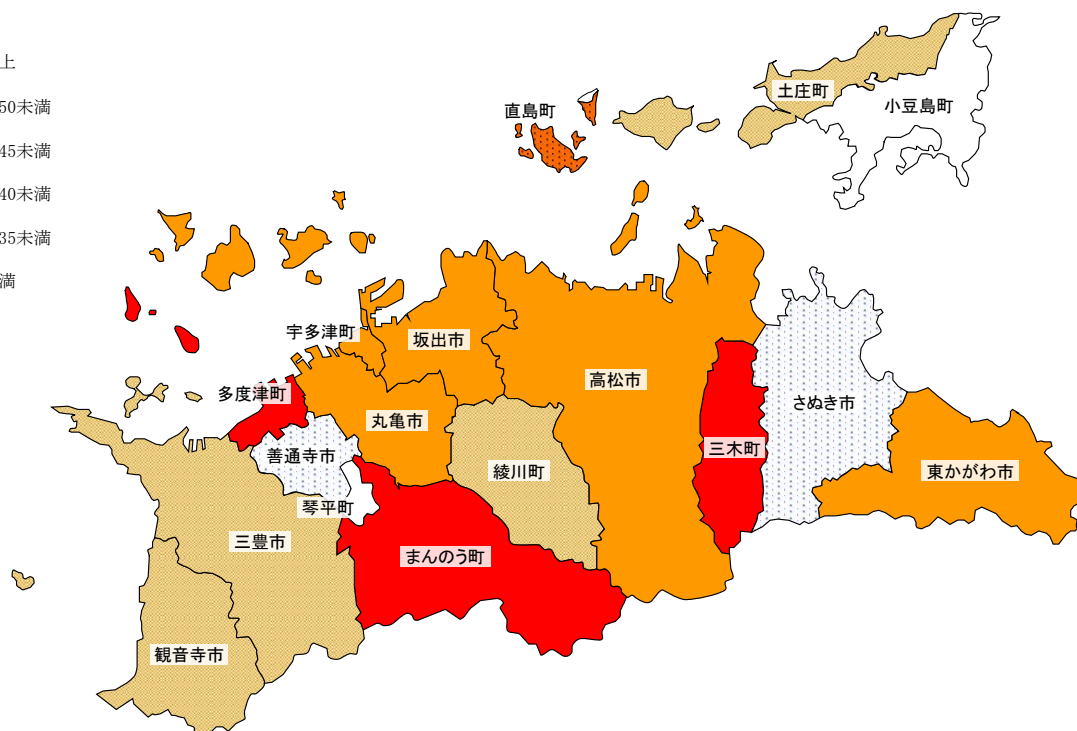 上
50未満
45未満
40未満
35未満
満
直島町
土庄町
小豆島町
宇多津町
坂出市
高松市
多度津町
丸亀市
さぬき市
善通寺市
三木町
綾川町
東かがわ市
琴平町
三豊市
まんのう町
観音寺市